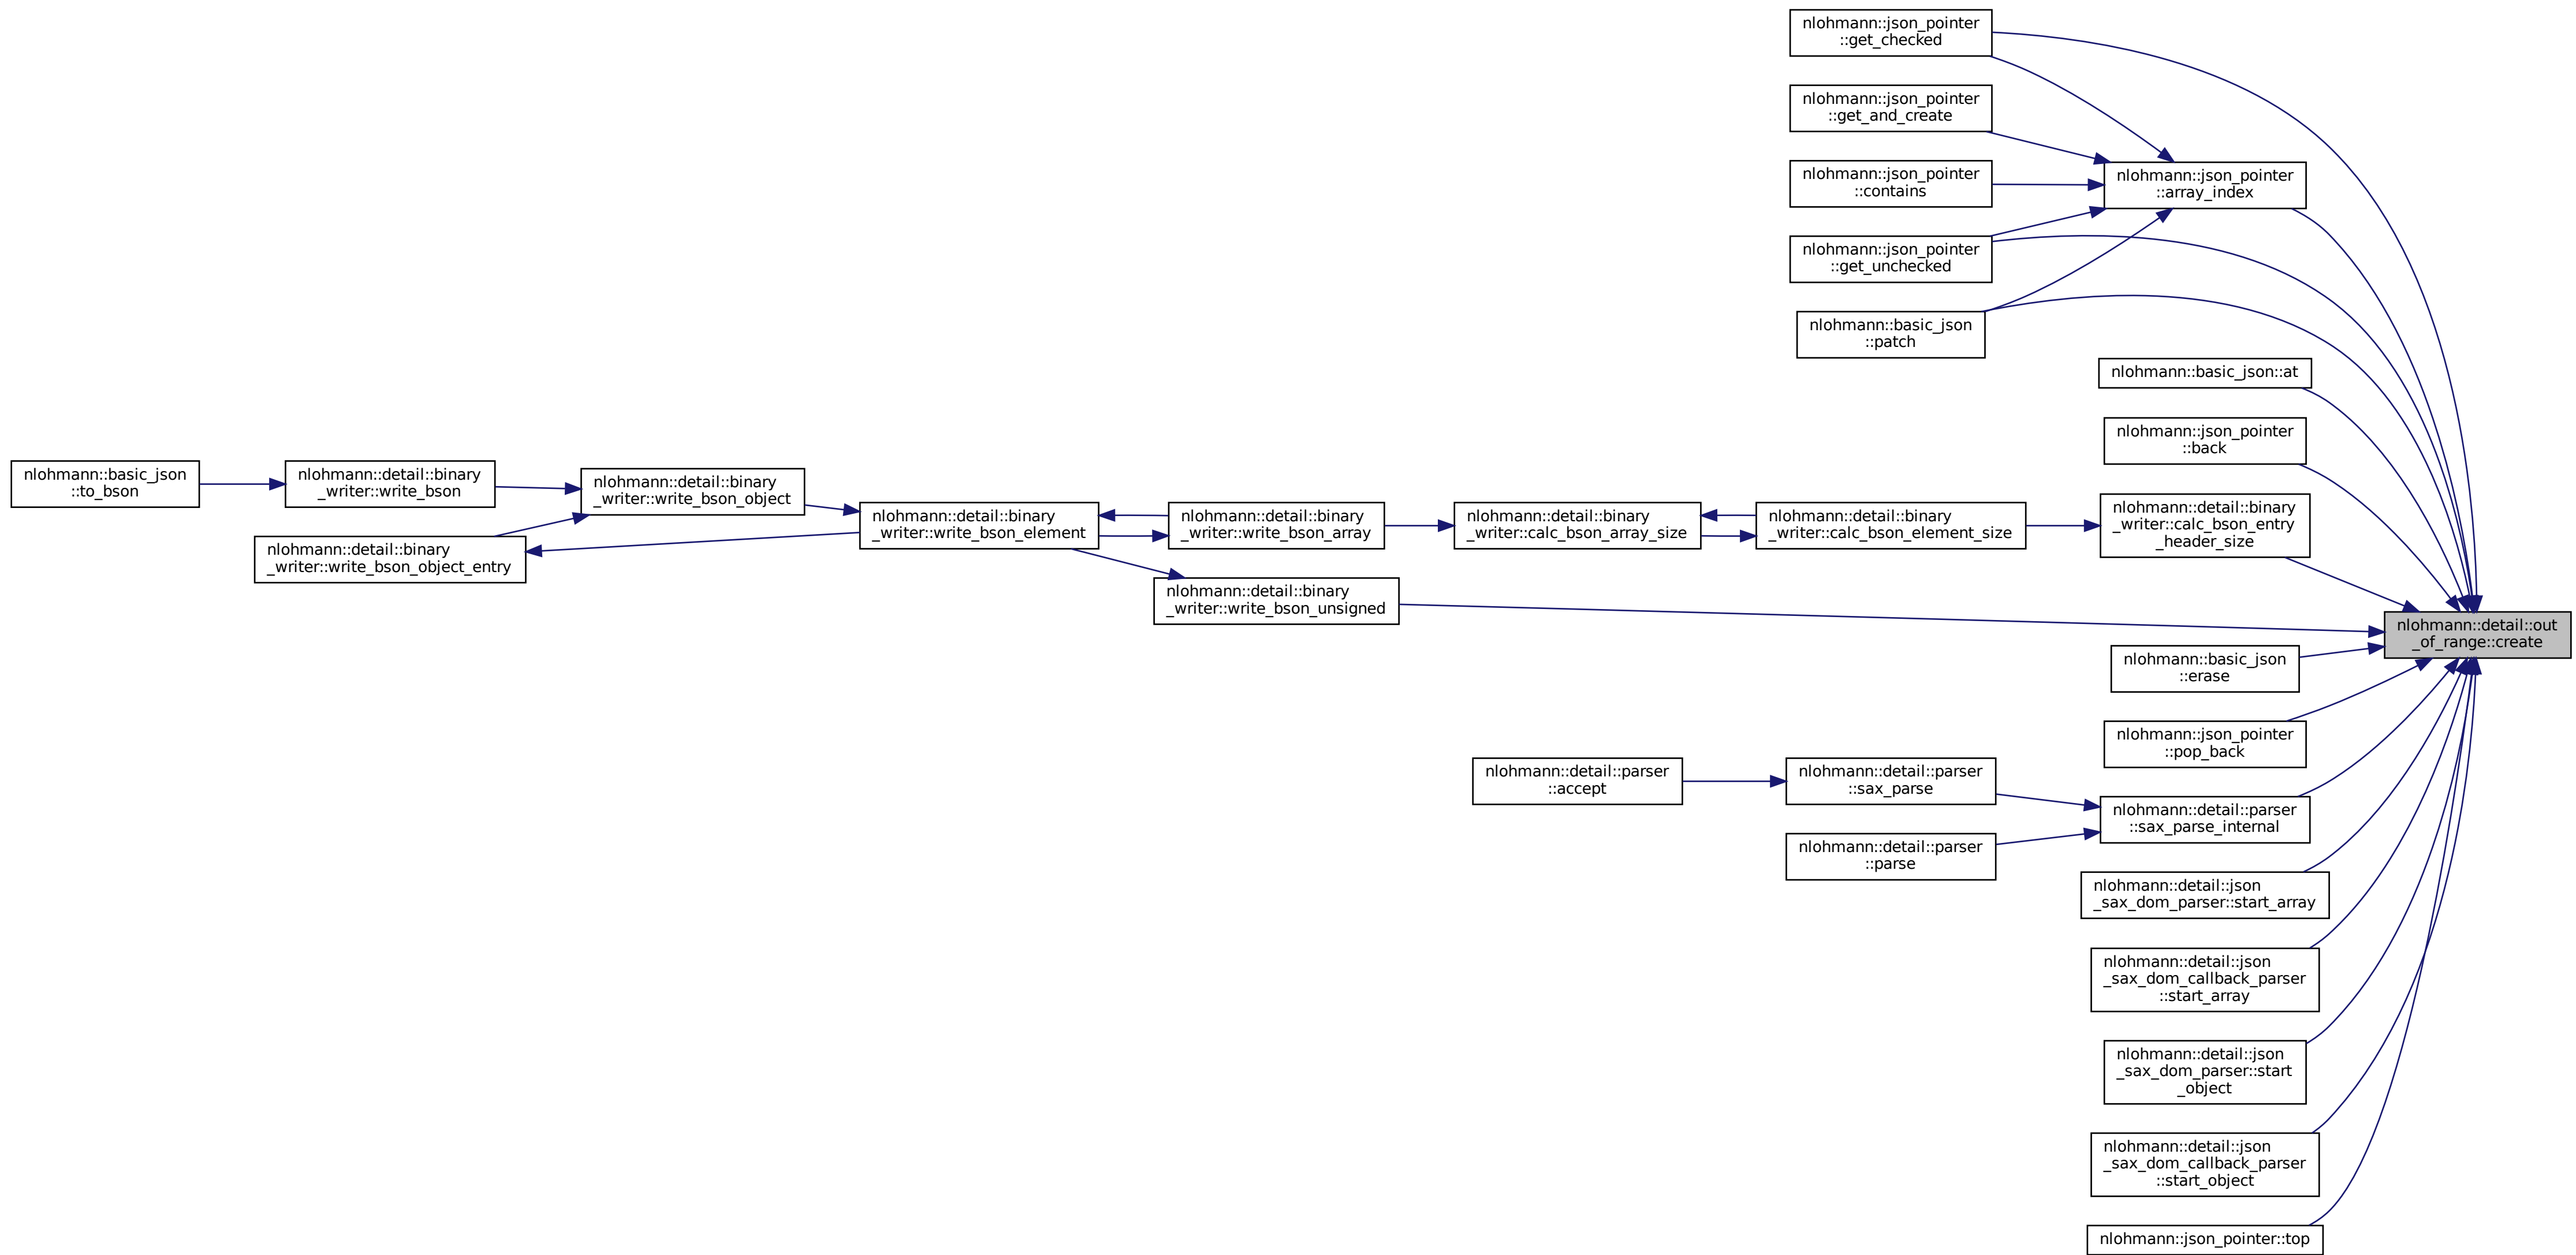 nlohmann::json_pointer
::get_checked
nlohmann::json_pointer
::get_and_create
nlohmann::json_pointer
::contains
nlohmann::json_pointer
::array_index
nlohmann::json_pointer
::get_unchecked
nlohmann::basic_json
::patch
nlohmann::basic_json::at
nlohmann::json_pointer
::back
nlohmann::basic_json
::to_bson
nlohmann::detail::binary
_writer::write_bson
nlohmann::detail::binary
_writer::write_bson_object
nlohmann::detail::binary
_writer::write_bson_object_entry
nlohmann::detail::binary
_writer::write_bson_element
nlohmann::detail::binary
_writer::write_bson_array
nlohmann::detail::binary
_writer::write_bson_unsigned
nlohmann::detail::binary
_writer::calc_bson_array_size
nlohmann::detail::binary
_writer::calc_bson_element_size
nlohmann::detail::binary
_writer::calc_bson_entry
_header_size
nlohmann::detail::out
_of_range::create
nlohmann::basic_json
::erase
nlohmann::json_pointer
::pop_back
nlohmann::detail::parser
::accept
nlohmann::detail::parser
::sax_parse
nlohmann::detail::parser
::parse
nlohmann::detail::parser
::sax_parse_internal
nlohmann::detail::json
_sax_dom_parser::start_array
nlohmann::detail::json
_sax_dom_callback_parser
::start_array
nlohmann::detail::json
_sax_dom_parser::start
_object
nlohmann::detail::json
_sax_dom_callback_parser
::start_object
nlohmann::json_pointer::top